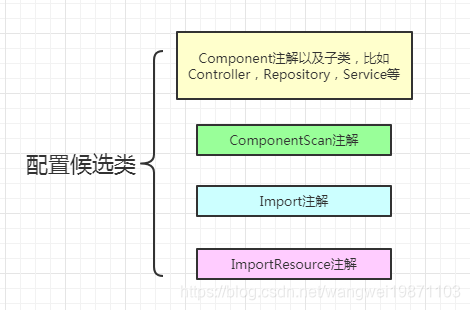 Component注解以及子类，比如
Controller，Repository，Service等
ComponentScan注解
配置候选类
Import注解
ImportResource注解
https://blog.csdn.net/wangwei19871103